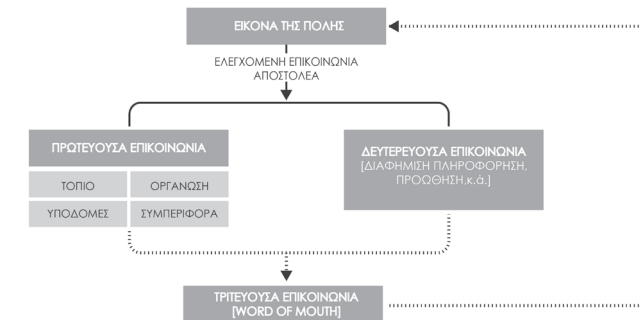 ΕΙΚΟΝΑ ΤΗΣ ΠΟΛΗΣ
ΕΛΕΓΧΟΜΕΝΗ ΕΠΙΚΟΙΝΩΝΙΑ
ΑΠΟΣΤΟΛΕΑ
ΠΡΩΤΕΥΟΥΣΑ ΕΠΙΚΟΙΝΩΝΙΑ
ΤΟΠΙΟ
ΟΡΓΑΝΩΣΗ
ΥΠΟΔΟΜΕΣ
ΣΥΜΠΕΡΙΦΟΡΑ
ΔΕΥΤΕΡΕΥΟΥΣΑ ΕΠΙΚΟΙΝΩΝΙΑ
[ΔΙΑΦΗΜΙΣΗ ΠΛΗΡΟΦΟΡΗΣΗ,
ΠΡΟΩΘΗΣΗ,κ.ά.]
ΤΡΙΤΕΥΟΥΣΑ ΕΠΙΚΟΙΝΩΝΙΑ
[WORD OF MOUTH]